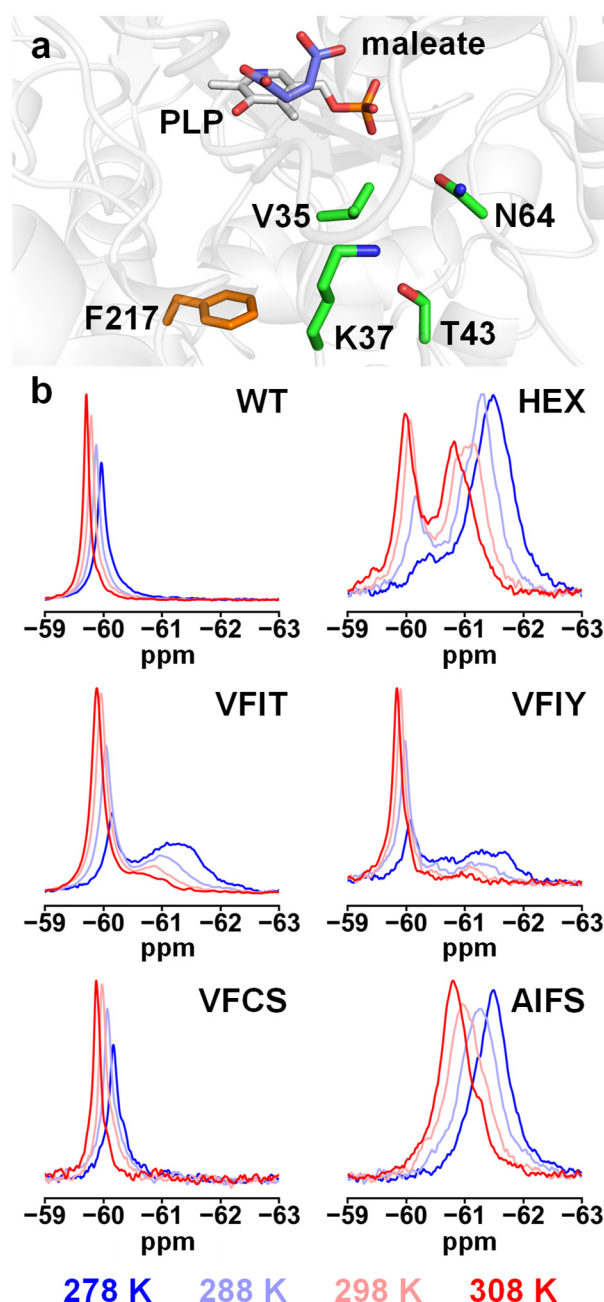 a
maleate
PLP
V35
N64
F217
K37
T43
b
WT
HEX
−59 −60 −61 −62 −63
ppm
−59 −60 −61 −62 −63
ppm
VFIT
VFIY
−59 −60 −61 −62 −63
ppm
−59 −60 −61 −62 −63
ppm
VFCS
AIFS
−59 −60 −61 −62 −63
ppm
−59 −60 −61 −62 −63
ppm
278 K 288 K 298 K 308 K